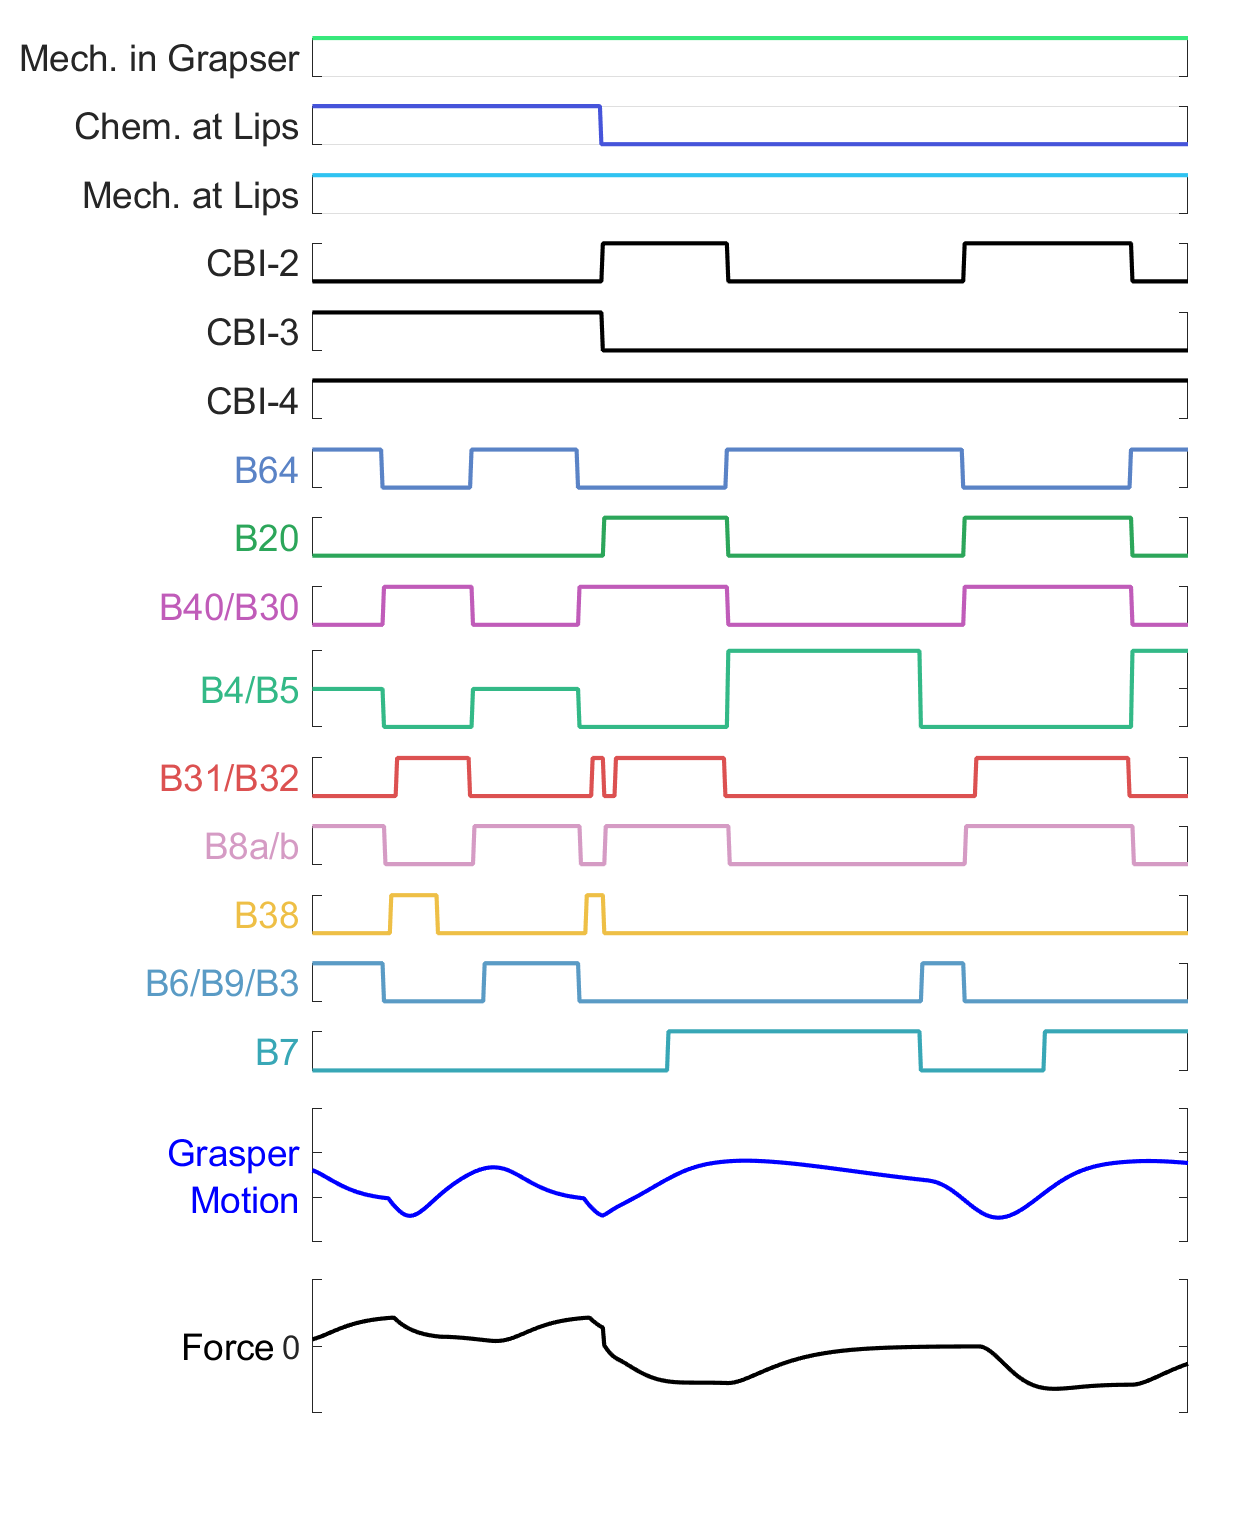 Mech. in Grapser
Chem. at Lips
Mech. at Lips
CBI-2
CBI-3
CBI-4
B64
B20
B40/B30
B4/B5
B31/B32
B8a/b
B38
B6/B9/B3
B7
Grasper
Motion
Force 0